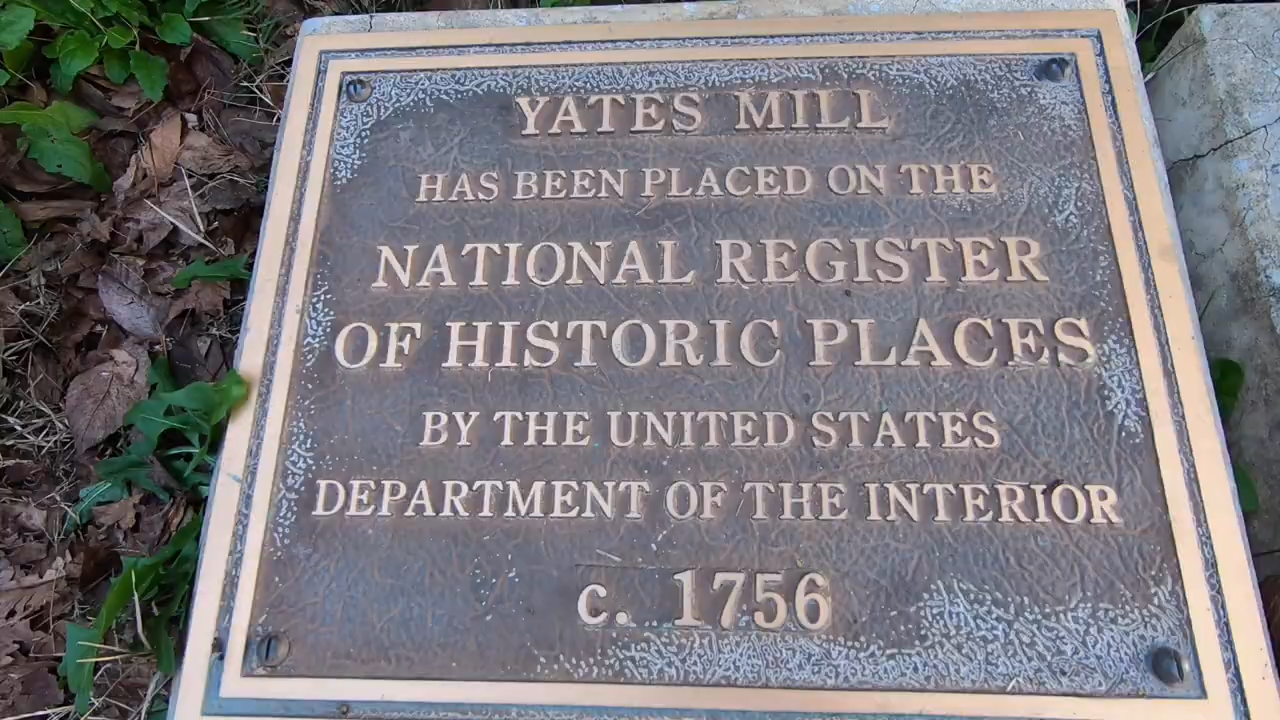 YATES MILL
HAS BEEN PLACED ON THE
NATIONAL REGISTER
OF HISTORIC PLACES
BY THE UNITED STATES
DEPARTMENT OF THE INTERIOR
c. 1756